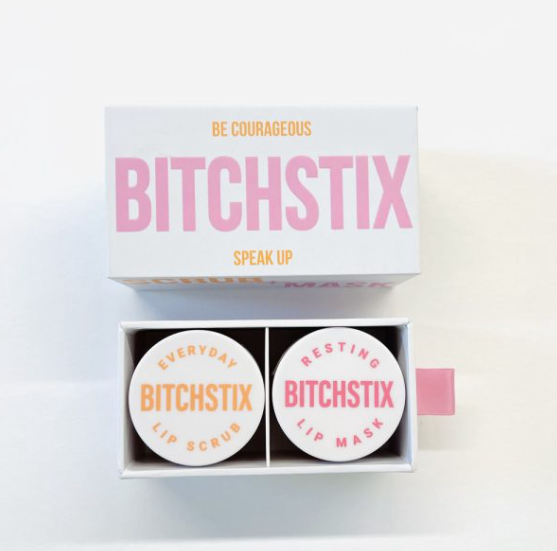 BE COURAGEOUS
BITCHSTIX
SPEAK UP
SCRUB, MASK
EVERYDAY
BITCHSTIX
LIP SCRUB
RESTING
BITCHSTIX
LIP MASK